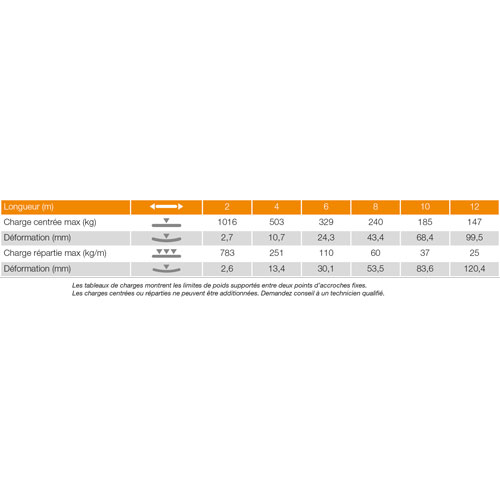 Longueur (m) 2 4 6 8 10 12
Charge centrée max (kg) 1016 503 329 240 185 147
Déformation (mm) 2,7 10,7 24,3 43,4 68,4 99,5
Charge répartie max (kg/m) 783 251 110 60 37 25
Déformation (mm) 2,6 13,4 30,1 53,5 83,6 120,4
Les tableaux de charges montrent les limites de poids supportés entre deux points d'accroches fixes.
Les charges centrées ou réparties ne peuvent être additionnées. Demandez conseil à un technicien qualifié.